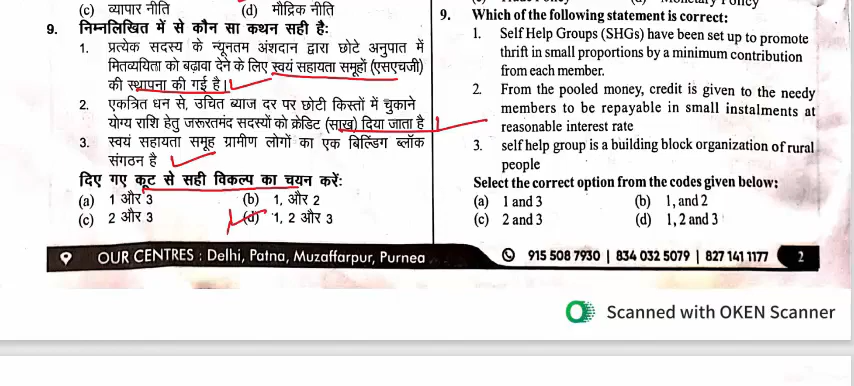 (c) व्यापार नीति (d) मौद्रिक नीति
9. निम्नलिखित में से कौन सा कथन सही है:
1. प्रत्येक सदस्य के न्यूनतम अंशदान द्वारा छोटे अनुपात में
मितव्ययिता को बढ़ावा देने के लिए स्वयं सहायता समूहों (एसएचजी)
की स्थापना की गई है।
2. एकत्रित धन से, उचित ब्याज दर पर छोटी किस्तों में चुकाने
योग्य राशि हेतु जरूरतमंद सदस्यों को क्रेडिट (साख) दिया जाता है
3. स्वयं सहायता समूह ग्रामीण लोगों का एक बिल्डिंग ब्लॉक
संगठन है
दिए गए कूट से सही विकल्प का चयन करें:
(a) 1 और 3 (b) 1, और 2
(c) 2 और 3 (d) 1, 2 और 3
9. Which of the following statement is correct:
1. Self Help Groups (SHGs) have been set up to promote
thrift in small proportions by a minimum contribution
from each member.
2. From the pooled money, credit is given to the needy
members to be repayable in small instalments at
reasonable interest rate
3. self help group is a building block organization of rural
people
Select the correct option from the codes given below:
(a) 1 and 3 (b) 1, and 2
(c) 2 and 3 (d) 1, 2 and 3
OUR CENTRES : Delhi, Patna, Muzaffarpur, Purnea 915 508 7930 | 834 032 5079 | 827 141 1177 2
Scanned with OKEN Scanner